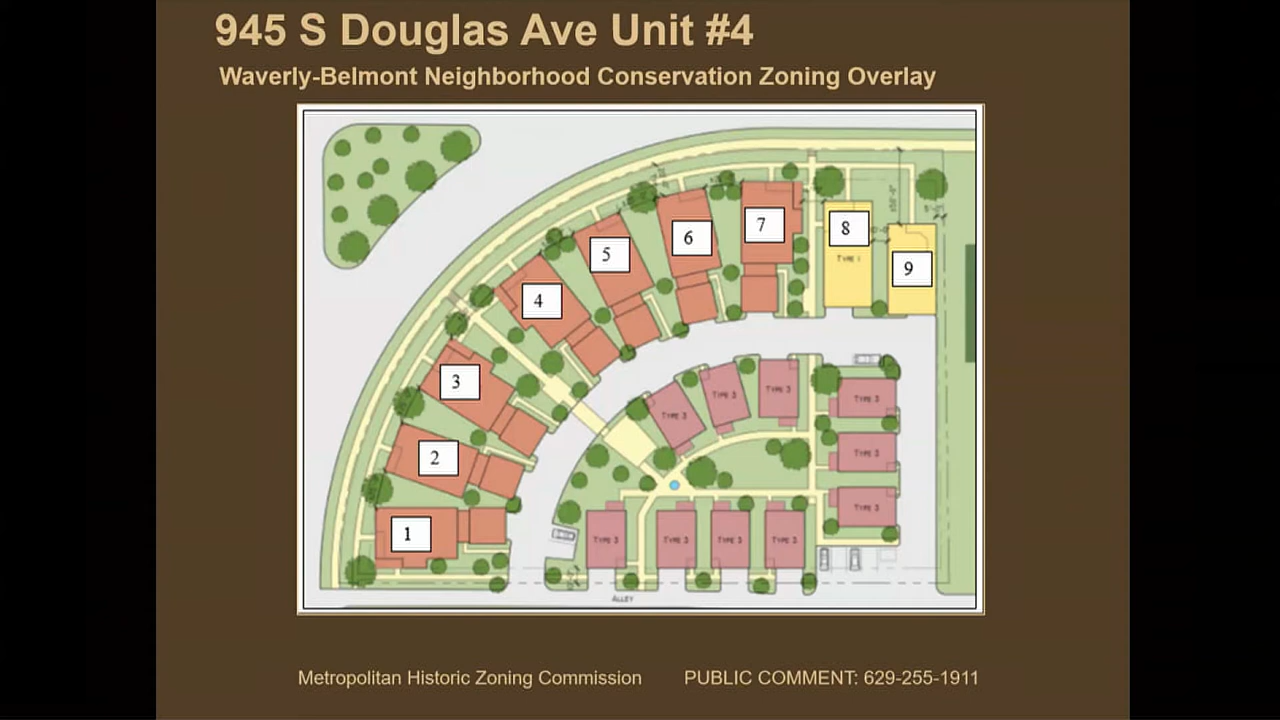 945 S Douglas Ave Unit #4
Waverly-Belmont Neighborhood Conservation Zoning Overlay
7
8
6
5
TYPE 1
9
4
3
TYPE 3
TYPE 3
TYPE 3
TYPE 3
2
TYPE 3
TYPE 3
1
TYPE 3
TYPE 3
TYPE 3
TYPE 3
ALLEY
Metropolitan Historic Zoning Commission
PUBLIC COMMENT: 629-255-1911